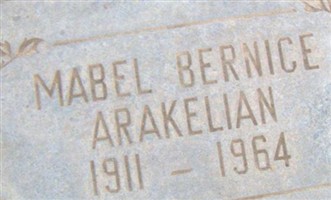 MABEL BERNICE
ARAKELIAN
1911 – 1964